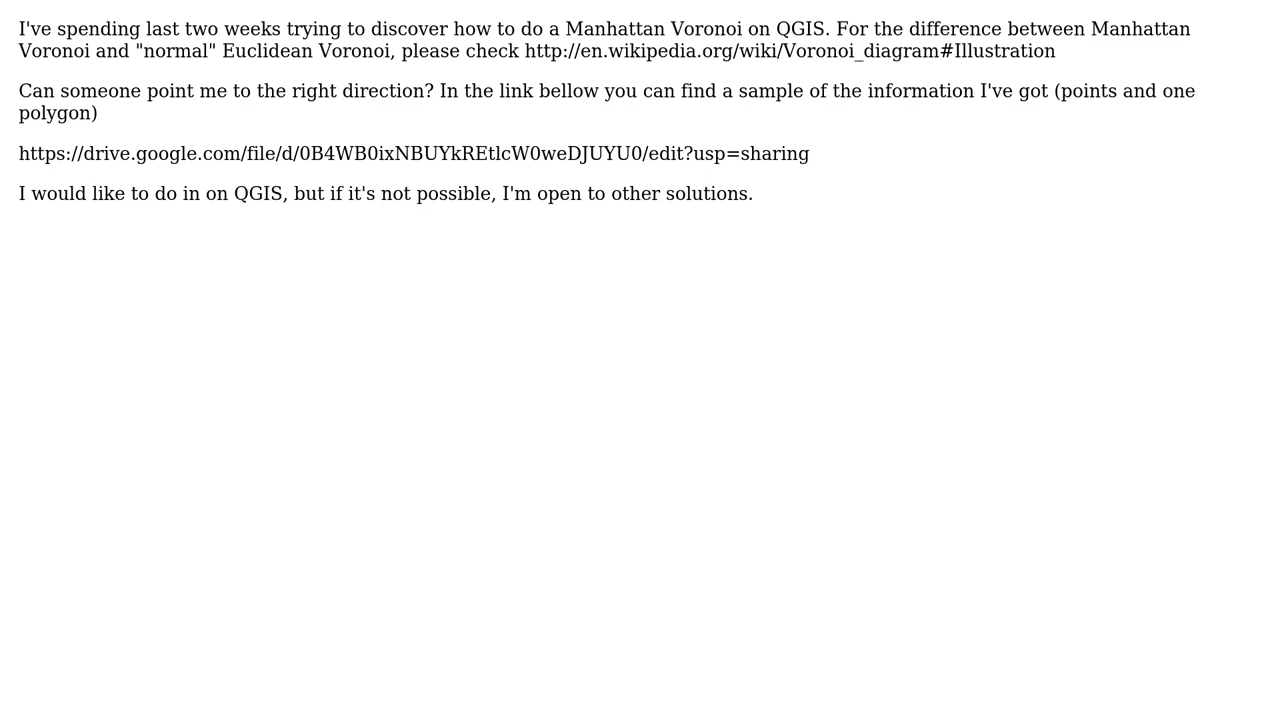 I've spending last two weeks trying to discover how to do a Manhattan Voronoi on QGIS. For the difference between Manhattan
Voronoi and "normal" Euclidean Voronoi, please check http://en.wikipedia.org/wiki/Voronoi_diagram#Illustration
Can someone point me to the right direction? In the link bellow you can find a sample of the information I've got (points and one
polygon)
https://drive.google.com/file/d/0B4WB0ixNBUYkREtlcW0weDJUYU0/edit?usp=sharing
I would like to do in on QGIS, but if it's not possible, I'm open to other solutions.